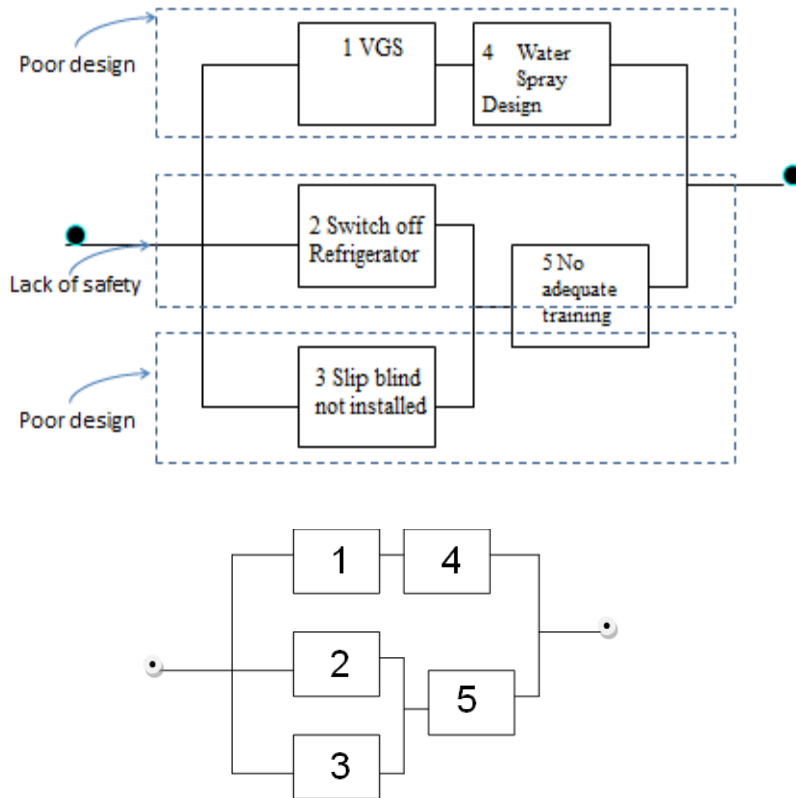 Poor design
1 VGS
4 Water
Spray
Design
2 Switch off
Refrigerator
Lack of safety
5 No
adequate
training
3 Slip blind
not installed
Poor design
1
4
2
5
3